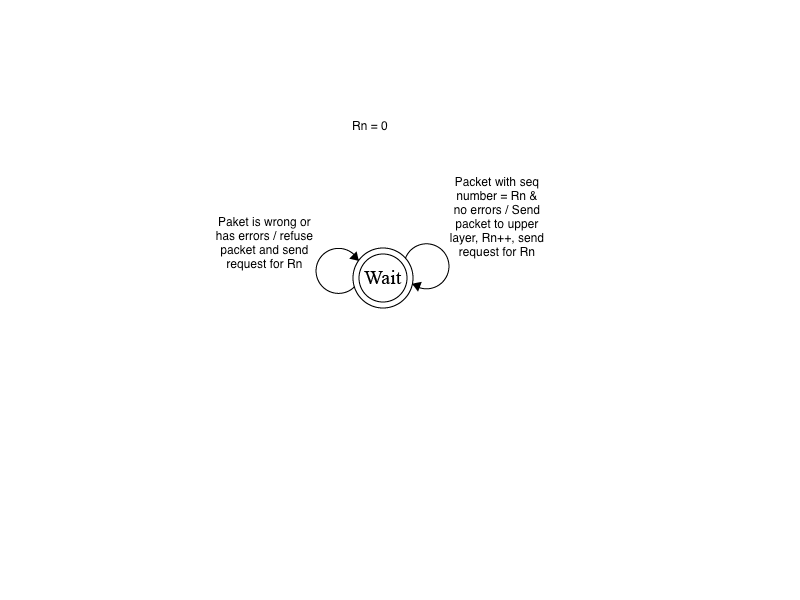 Rn = 0
Packet with seq
number = Rn &
no errors / Send
packet to upper
layer, Rn++, send
request for Rn
Paket is wrong or
has errors / refuse
packet and send
request for Rn
Wait